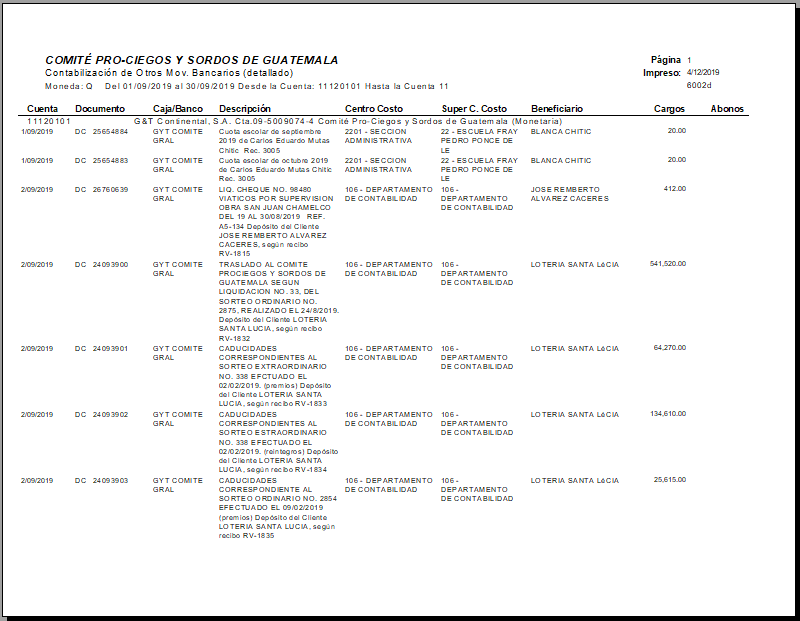 COMITÉ PRO-CIEGOS Y SORDOS DE GUATEMALA
Página 1
Contabilización de Otros Mov. Bancarios (detallado)
Impreso: 4/12/2019
Moneda: Q Del 01/09/2019 al 30/09/2019 Desde la Cuenta: 11120101 Hasta la Cuenta 11
6002d
Cuenta Documento Caja/Banco Descripción Centro Costo Super C. Costo Beneficiario Cargos Abonos
11120101 G&T Continental, S.A. Cta.09-5009074-4 Comité Pro-Ciegos y Sordos de Guatemala (Monetaria)
1/09/2019 DC 25654884 GYT COMITE Cuota escolar de septiembre 2201 - SECCION 22 - ESCUELA FRAY BLANCA CHITIC 20.00
GRAL 2019 de Carlos Eduardo Mutas ADMINISTRATIVA PEDRO PONCE DE
Chitic Rec. 3005 LE
1/09/2019 DC 25654883 GYT COMITE Cuota escolar de octubre 2019 2201 - SECCION 22 - ESCUELA FRAY BLANCA CHITIC 20.00
GRAL de Carlos Eduardo Mutas Chitic ADMINISTRATIVA PEDRO PONCE DE
Rec. 3005 LE
2/09/2019 DC 26760639 GYT COMITE LIQ. CHEQUE NO. 98480 106 - DEPARTAMENTO 106 - JOSE REMBERTO 412.00
GRAL VIATICOS POR SUPERVISION DE CONTABILIDAD DEPARTAMENTO ALVAREZ CACERES
OBRA SAN JUAN CHAMELCO DE CONTABILIDAD
DEL 19 AL 30/08/2019 REF.
A5-134 Depósito del Cliente
JOSE REMBERTO ALVAREZ
CACERES, según recibo
RV-1815
2/09/2019 DC 24093900 GYT COMITE TRASLADO AL COMITE 106 - DEPARTAMENTO 106 - LOTERIA SANTA LéCIA 541,520.00
GRAL PROCIEGOS Y SORDOS DE DE CONTABILIDAD DEPARTAMENTO
GUATEMALA SEGUN DE CONTABILIDAD
LIQUIDACION NO. 33, DEL
SORTEO ORDINARIO NO.
2875, REALIZADO EL 24/8/2019.
Depósito del Cliente LOTERIA
SANTA LUCIA, según recibo
RV-1832
2/09/2019 DC 24093901 GYT COMITE CADUCIDADES 106 - DEPARTAMENTO 106 - LOTERIA SANTA LéCIA 64,270.00
GRAL CORRESPONDIENTES AL DE CONTABILIDAD DEPARTAMENTO
SORTEO EXTRAORDINARIO DE CONTABILIDAD
NO. 338 EFCTUADO EL
02/02/2019. (premios) Depósito
del Cliente LOTERIA SANTA
LUCIA, según recibo RV-1833
2/09/2019 DC 24093902 GYT COMITE CADUCIDADES 106 - DEPARTAMENTO 106 - LOTERIA SANTA LéCIA 134,610.00
GRAL CORRESPONDIENTES AL DE CONTABILIDAD DEPARTAMENTO
SORTEO EXTRAORDINARIO DE CONTABILIDAD
NO. 338 EFECTUADO EL
02/02/2019. (reintegros) Depósito
del Cliente LOTERIA SANTA
LUCIA, según recibo RV-1834
2/09/2019 DC 24093903 GYT COMITE CADUCIDADES 106 - DEPARTAMENTO 106 - LOTERIA SANTA LéCIA 25,615.00
GRAL CORRESPONDIENTE AL DE CONTABILIDAD DEPARTAMENTO
SORTEO ORDINARIO NO. 2854 DE CONTABILIDAD
EFECTUADO EL 09/02/2019
(premios) Depósito del Cliente
LOTERIA SANTA LUCIA, según
recibo RV-1835